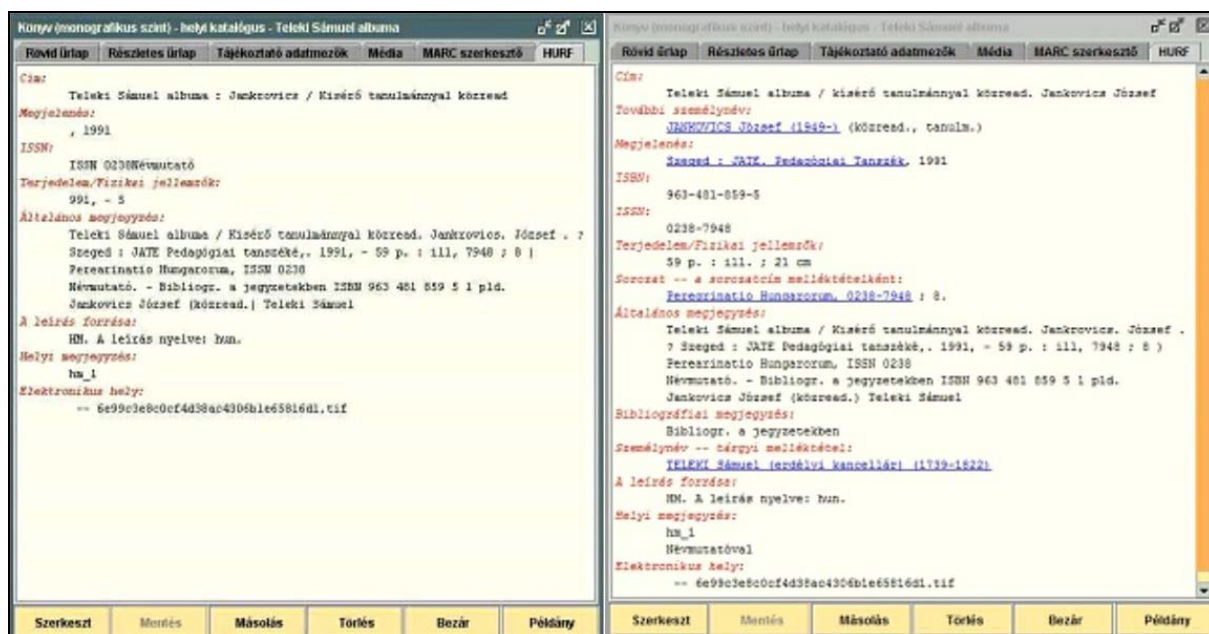 Könyv (monografikus szint) - helyi katalógus - Teleki Sámuel albuma
Rövid űrlap Részletes űrlap Tájékoztató adatmezők Média MARC szerkesztő HURF
Cím:
Teleki Sámuel albuma : Jankrovics / Kisérő tanulmánnyal közread
Megjelenés:
, 1991
ISSN:
ISSN 0238Névmutató
Terjedelem/Fizikai jellemzők:
991, - 5
Általános megjegyzés:
Teleki Sámuel albuma / Kisérő tanulmánnyal közread. Jankrovics. József . ?
Szeged : JATE Pedagógiai tanszéké,. 1991, - 59 p. : ill, 7948 ; 8 )
Perearinatio Hungarorum, ISSN 0238
Névmutató. - Bibliogr. a jegyzetekben ISBN 963 481 859 5 1 pld.
Jankovics József (közread.) Teleki Sámuel
A leírás forrása:
HM. A leírás nyelve: hun.
Helyi megjegyzés:
hm_1
Elektronikus hely:
-- 6e99c3e8c0cf4d38ac4306b1e65816d1.tif
Szerkeszt Mentés Másolás Törlés Bezár Példány
Könyv (monografikus szint) - helyi katalógus - Teleki Sámuel albuma
Rövid űrlap Részletes űrlap Tájékoztató adatmezők Média MARC szerkesztő HURF
Cím:
Teleki Sámuel albuma / kísérő tanulmánnyal közread. Jankovics József
További személynév:
JANKOVICS József (1949-) (közread., tanulm.)
Megjelenés:
Szeged : JATE. Pedagógiai Tanszék, 1991
ISBN:
963-481-859-5
ISSN:
0238-7948
Terjedelem/Fizikai jellemzők:
59 p. : ill. ; 21 cm
Sorozat -- a sorozatcím melléktételként:
Peregrinatio Hungarorum, 0238-7948 ; 8.
Általános megjegyzés:
Teleki Sámuel albuma / Kisérő tanulmánnyal közread. Jankrovics. József .
? Szeged : JATE Pedagógiai tanszéké,. 1991, - 59 p. : ill, 7948 ; 8 )
Perearinatio Hungarorum, ISSN 0238
Névmutató. - Bibliogr. a jegyzetekben ISBN 963 481 859 5 1 pld.
Jankovics József (közread.) Teleki Sámuel
Bibliográfiai megjegyzés:
Bibliogr. a jegyzetekben
Személynév -- tárgyi melléktétel:
TELEKI Sámuel (erdélyi kancellár) (1739-1822)
A leírás forrása:
HM. A leírás nyelve: hun.
Helyi megjegyzés:
hm_1
Névmutatóval
Elektronikus hely:
-- 6e99c3e8c0cf4d38ac4306b1e65816d1.tif
Szerkeszt Mentés Másolás Törlés Bezár Példány